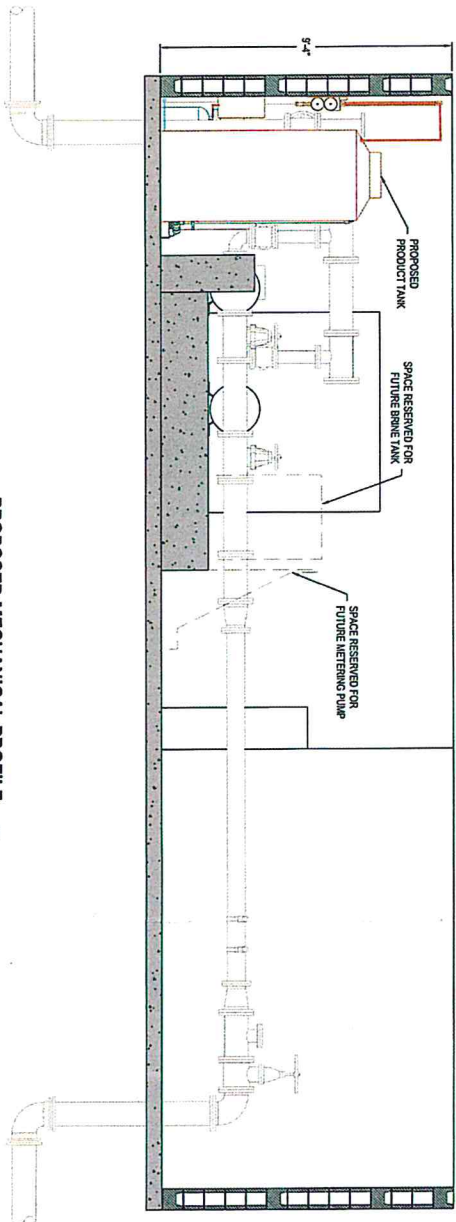 9'-4"
PROPOSED
PRODUCT TANK
SPACE RESERVED FOR
FUTURE BRINE TANK
SPACE RESERVED FOR
FUTURE METERING PUMP